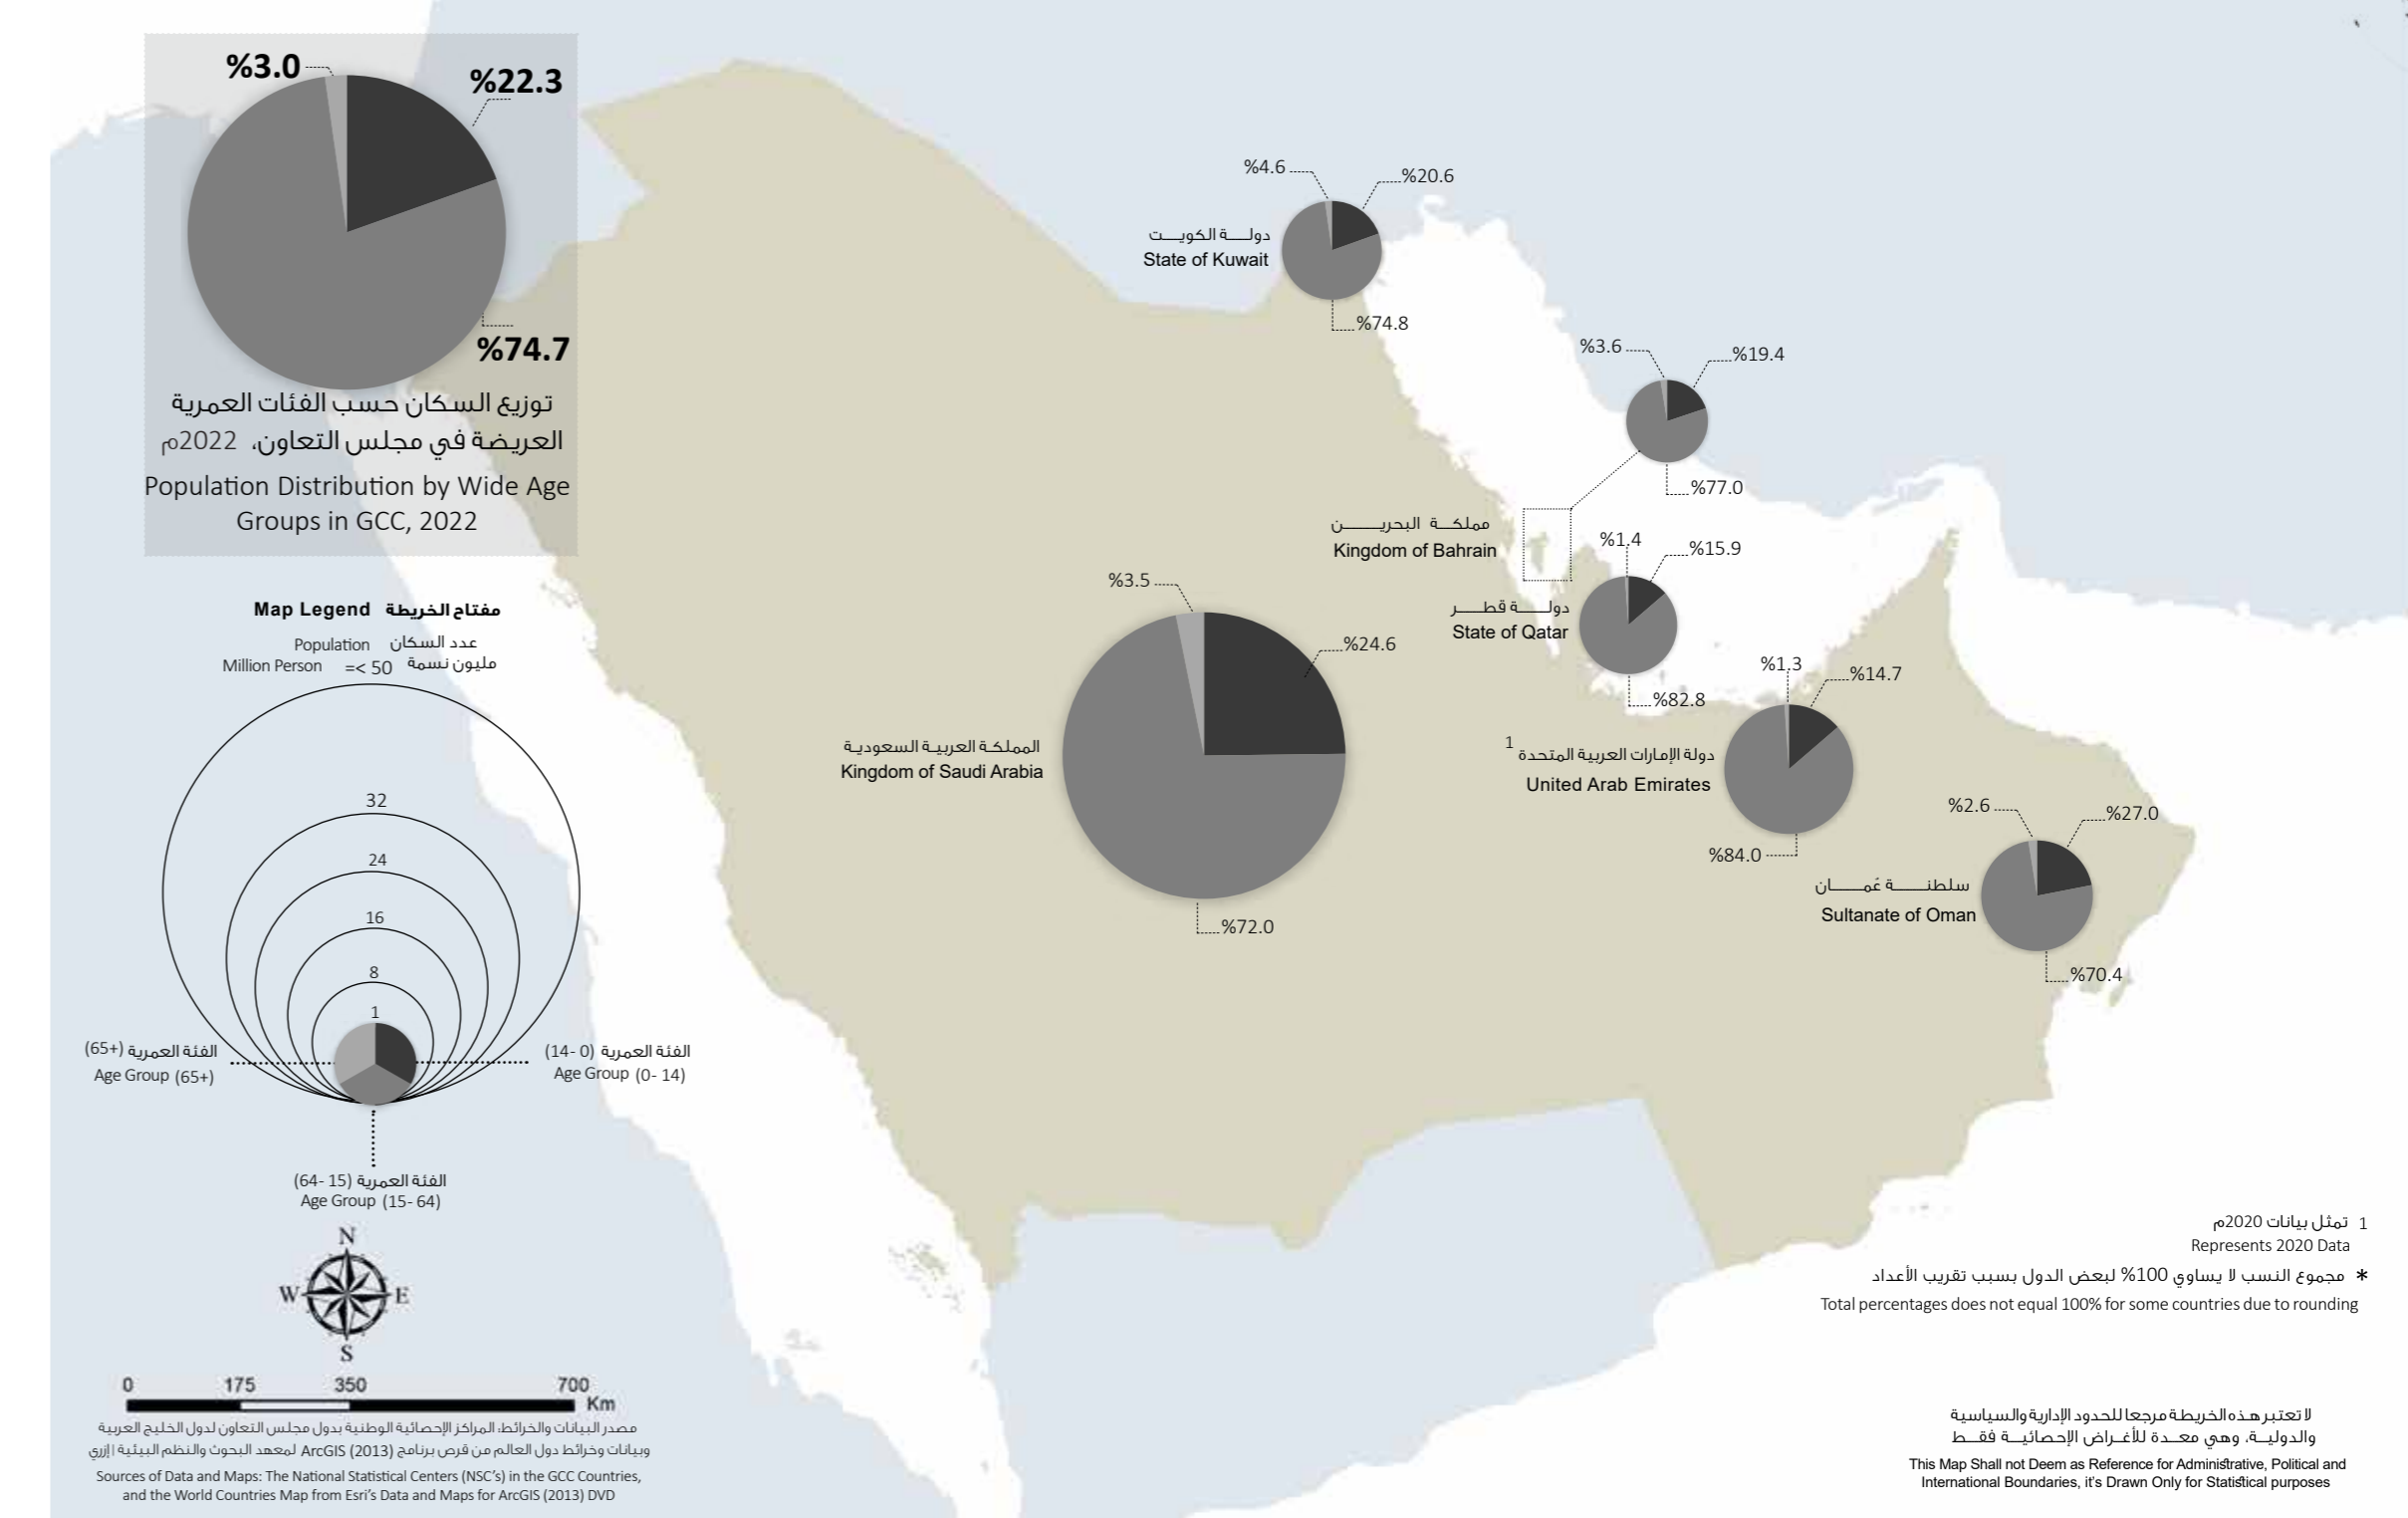 %3.0
%22.3
%74.7
توزيع السكان حسب الفئات العمرية
العريضة في مجلس التعاون، 2022م
Population Distribution by Wide Age
Groups in GCC, 2022
%4.6
%20.6
دولـــة الكويـــت
State of Kuwait
%74.8
%3.6
%19.4
%77.0
مملكـــة البحريـــــن
Kingdom of Bahrain
%1.4
%15.9
دولـــــة قطـــــر
State of Qatar
%82.8
%3.5
%24.6
المملكـة العربيـة السعوديـة
Kingdom of Saudi Arabia
%72.0
%1.3
%14.7
دولة الإمارات العربية المتحدة 1
United Arab Emirates
%84.0
%2.6
%27.0
سلطنـــــة عُمـــــان
Sultanate of Oman
%70.4
Map Legend مفتاح الخريطة
Population عدد السكان
Million Person =< 50 مليون نسمة
32
24
16
8
1
الفئة العمرية (65+)
Age Group (65+)
الفئة العمرية (0 -14)
Age Group (0- 14)
الفئة العمرية (15 -64)
Age Group (15- 64)
N
W E
S
0 175 350 700
Km
مصدر البيانات والخرائط: المراكز الإحصائية الوطنية بدول مجلس التعاون لدول الخليج العربية
وبيانات وخرائط دول العالم من قرص برنامج ArcGIS (2013) لمعهد البحوث والنظم البيئية | إزري
Sources of Data and Maps: The National Statistical Centers (NSC's) in the GCC Countries,
and the World Countries Map from Esri's Data and Maps for ArcGIS (2013) DVD
1 تمثل بيانات 2020م
Represents 2020 Data
* مجموع النسب لا يساوي 100% لبعض الدول بسبب تقريب الأعداد
Total percentages does not equal 100% for some countries due to rounding
لا تعتبر هـذه الخريطـة مرجعا للحدود الإدارية والسياسية
والدوليـــة، وهي معـــدة للأغـــراض الإحصائيـــة فقـــط
This Map Shall not Deem as Reference for Administrative, Political and
International Boundaries, it's Drawn Only for Statistical purposes